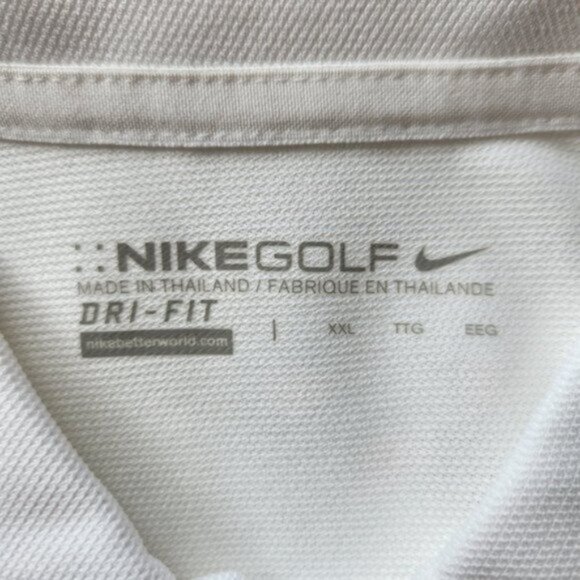 NIKEGOLF
MADE IN THAILAND / FABRIQUE EN THAILANDE
DRI-FIT
nikebetterworld.com | XXL TTG EEG